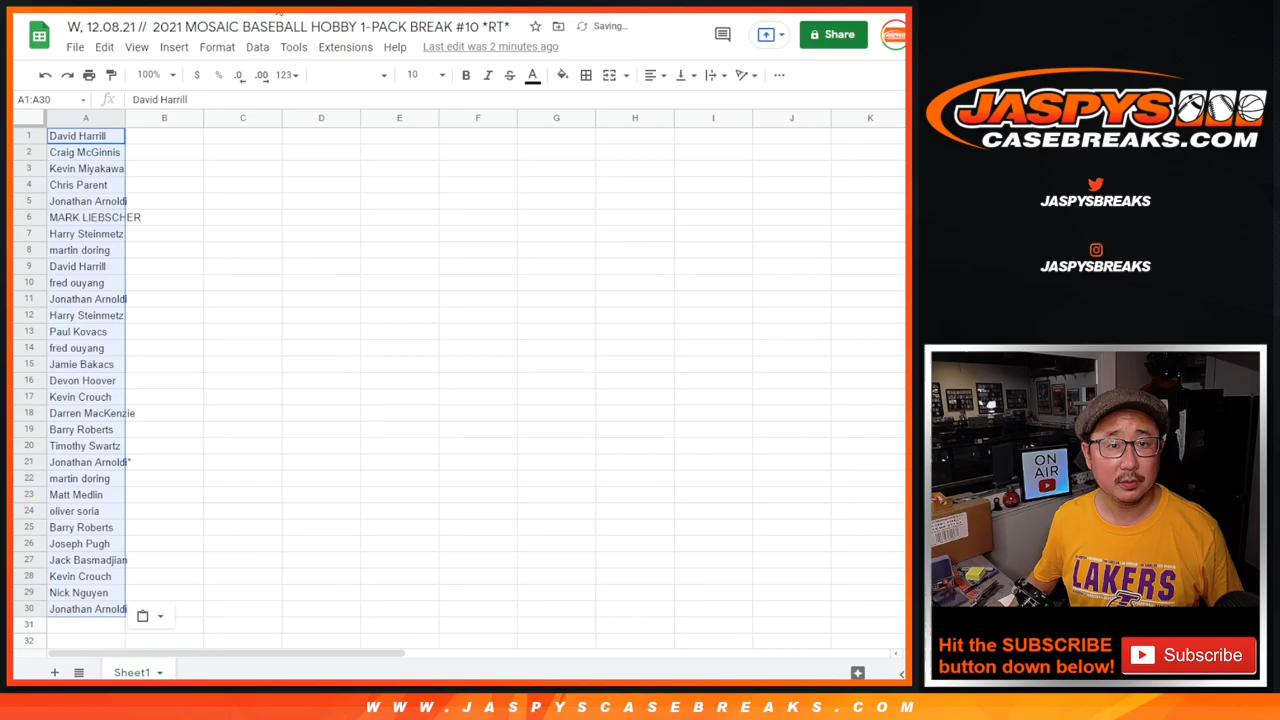 W, 12.08.21 // 2021 MOSAIC BASEBALL HOBBY 1-PACK BREAK #10 *RT*
Saving...
File Edit View Insert Format Data Tools Extensions Help Last edit was 2 minutes ago
Share
100% $ % .0 .00 123 10 B I S A
A1:A30 fx David Harrill
A B C D E F G H I J K
1 David Harrill
2 Craig McGinnis
3 Kevin Miyakawa
4 Chris Parent
5 Jonathan Arnoldi
6 MARK LIEBSCHER
7 Harry Steinmetz
8 martin doring
9 David Harrill
10 fred ouyang
11 Jonathan Arnoldi
12 Harry Steinmetz
13 Paul Kovacs
14 fred ouyang
15 Jamie Bakacs
16 Devon Hoover
17 Kevin Crouch
18 Darren MacKenzie
19 Barry Roberts
20 Timothy Swartz
21 Jonathan Arnoldi*
22 martin doring
23 Matt Medlin
24 oliver soria
25 Barry Roberts
26 Joseph Pugh
27 Jack Basmadjian
28 Kevin Crouch
29 Nick Nguyen
30 Jonathan Arnoldi
31
32
Sheet1
JASPYS
CASEBREAKS.COM
JASPYSBREAKS
JASPYSBREAKS
ON
AIR
LAKERS
Hit the SUBSCRIBE
button down below!
Subscribe
WWW.JASPYSCASEBREAKS.COM